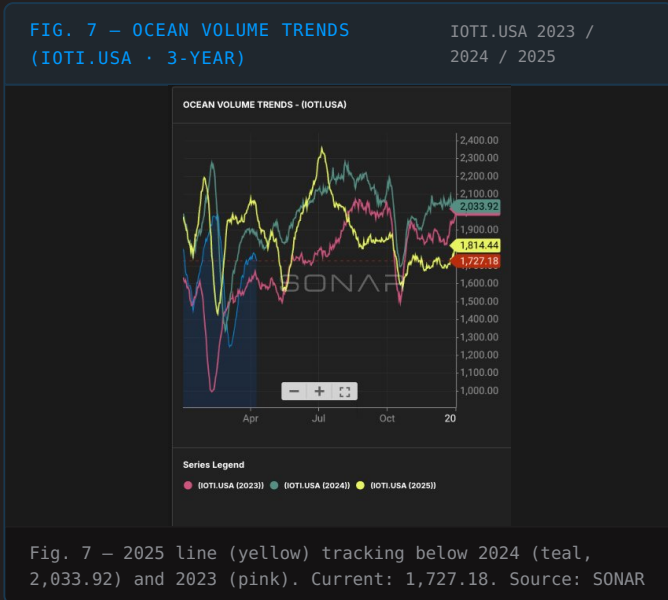 FIG. 7 — OCEAN VOLUME TRENDS
(IOTI.USA · 3-YEAR)
IOTI.USA 2023 /
2024 / 2025
OCEAN VOLUME TRENDS - (IOTI.USA)
2,400.00
2,300.00
2,200.00
2,100.00
2,033.92
1,900.00
1,814.44
1,727.18
1,600.00
1,500.00
1,400.00
1,300.00
1,200.00
1,100.00
1,000.00
SONAR
Apr
Jul
Oct
20
Series Legend
(IOTI.USA (2023)) (IOTI.USA (2024)) (IOTI.USA (2025))
Fig. 7 — 2025 line (yellow) tracking below 2024 (teal,
2,033.92) and 2023 (pink). Current: 1,727.18. Source: SONAR